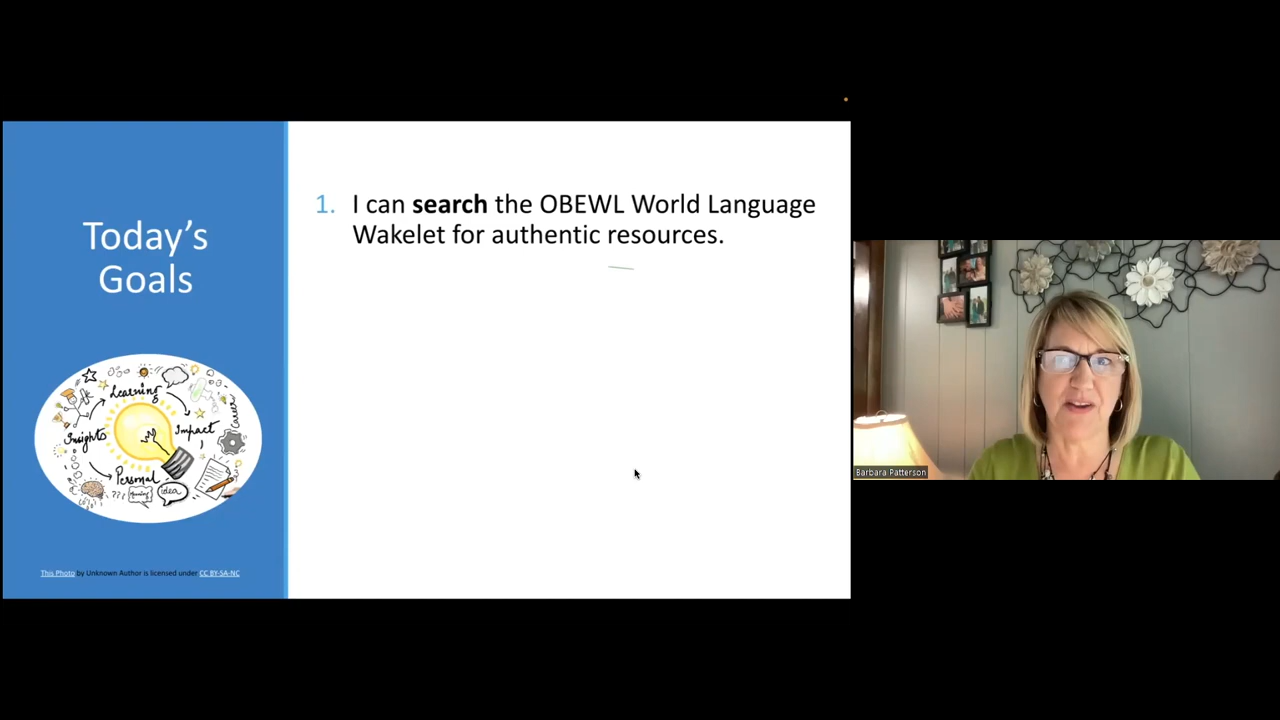 Today's
Goals
1. I can search the OBEWL World Language
Wakelet for authentic resources.
Learning
Insights
Impact
Career
Personal
idea
This Photo by Unknown Author is licensed under CC BY-SA-NC
Barbara Patterson